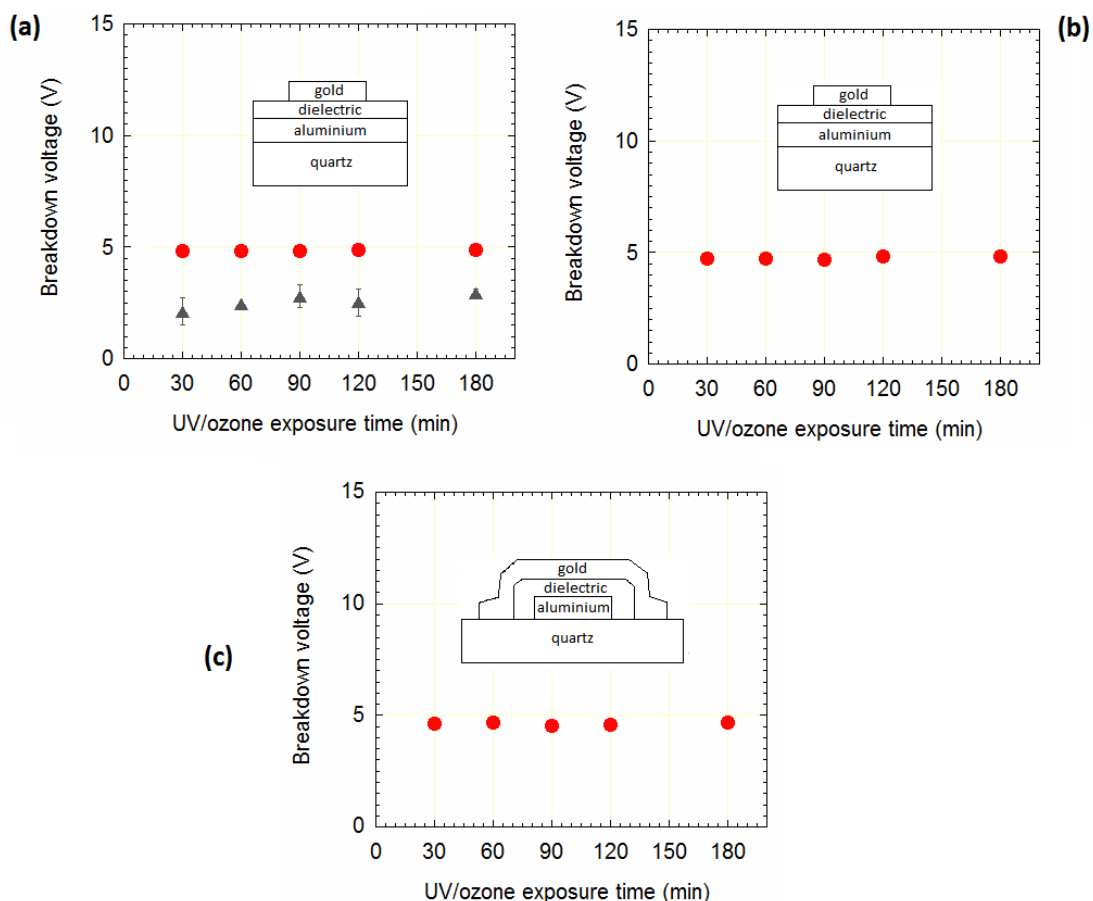 (a)
15
10
5
0
Breakdown voltage (V)
gold
dielectric
aluminium
quartz
0 30 60 90 120 150 180
UV/ozone exposure time (min)
(b)
15
10
5
0
Breakdown voltage (V)
gold
dielectric
aluminium
quartz
0 30 60 90 120 150 180
UV/ozone exposure time (min)
(c)
15
10
5
0
Breakdown voltage (V)
gold
dielectric
aluminium
quartz
0 30 60 90 120 150 180
UV/ozone exposure time (min)